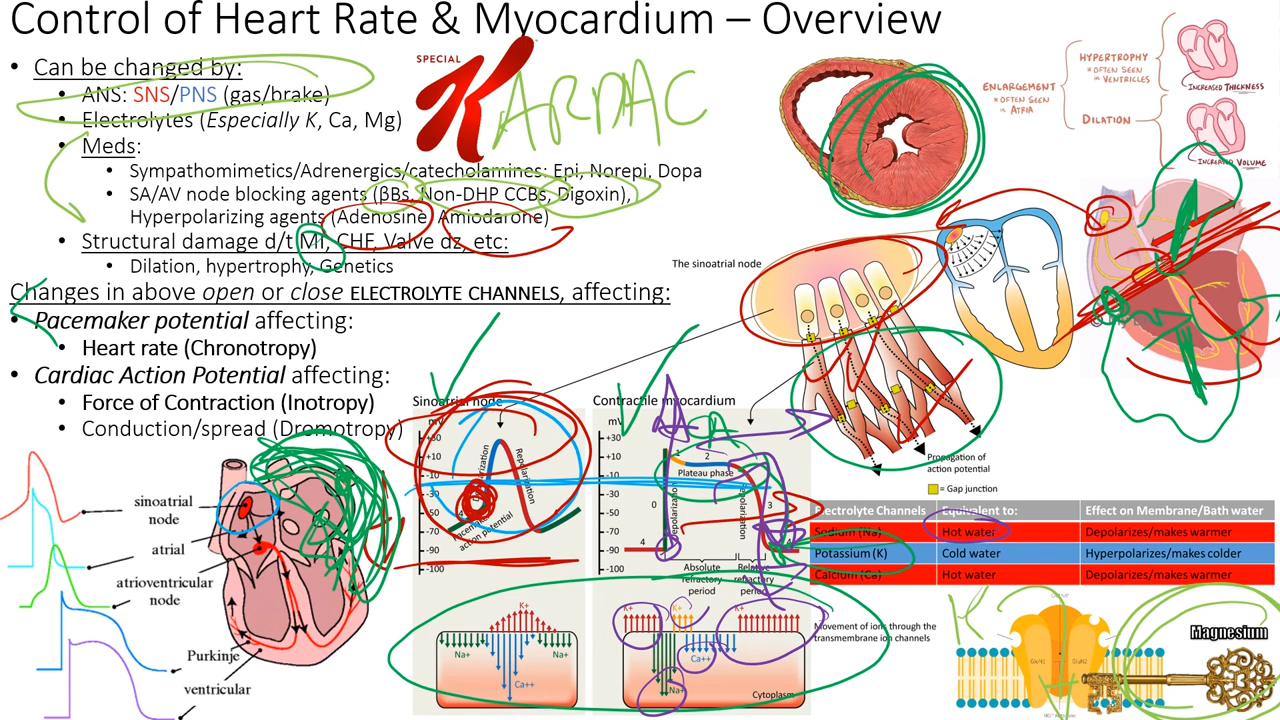 Control of Heart Rate & Myocardium – Overview
• Can be changed by:
• ANS: SNS/PNS (gas/brake)
• Electrolytes (Especially K, Ca, Mg)
• Meds:
• Sympathomimetics/Adrenergics/catecholamines: Epi, Norepi, Dopa
• SA/AV node blocking agents (βBs, Non-DHP CCBs, Digoxin),
Hyperpolarizing agents (Adenosine, Amiodarone)
• Structural damage d/t MI, CHF, Valve dz, etc:
• Dilation, hypertrophy, Genetics
Changes in above open or close ELECTROLYTE CHANNELS, affecting:
• Pacemaker potential affecting:
• Heart rate (Chronotropy)
• Cardiac Action Potential affecting:
• Force of Contraction (Inotropy)
• Conduction/spread (Dromotropy)
SPECIAL
KARDAC
ENLARGEMENT
* OFTEN SEEN
in ATRIA
HYPERTROPHY
* OFTEN SEEN
in VENTRICLES
INCREASED THICKNESS
DILATION
INCREASED VOLUME
The sinoatrial node
Propagation of
action potential
= Gap junction
sinoatrial
node
atrial
atrioventricular
node
Purkinje
ventricular
Sinoatrial node
mV
+30
+10
-10
-30
-50
-70
-90
-100
Repolarization
Pacemaker
action potential
K+
Na+
Na+
Ca++
Contractile myocardium
mV
+30
+10
-10
-30
-50
-70
-90
-100
1
2
Plateau phase
0
Depolarization
3
Repolarization
4
4
Absolute
refractory
period
Relative
refractory
period
K+
K+
K+
Ca++
Na+
Cytoplasm
Movement of ions through the
transmembrane ion channels
Electrolyte Channels Equivalent to: Effect on Membrane/Bath water
Sodium (Na) Hot water Depolarizes/makes warmer
Potassium (K) Cold water Hyperpolarizes/makes colder
Calcium (Ca) Hot water Depolarizes/makes warmer
GluN1
GluN2
Magnesium